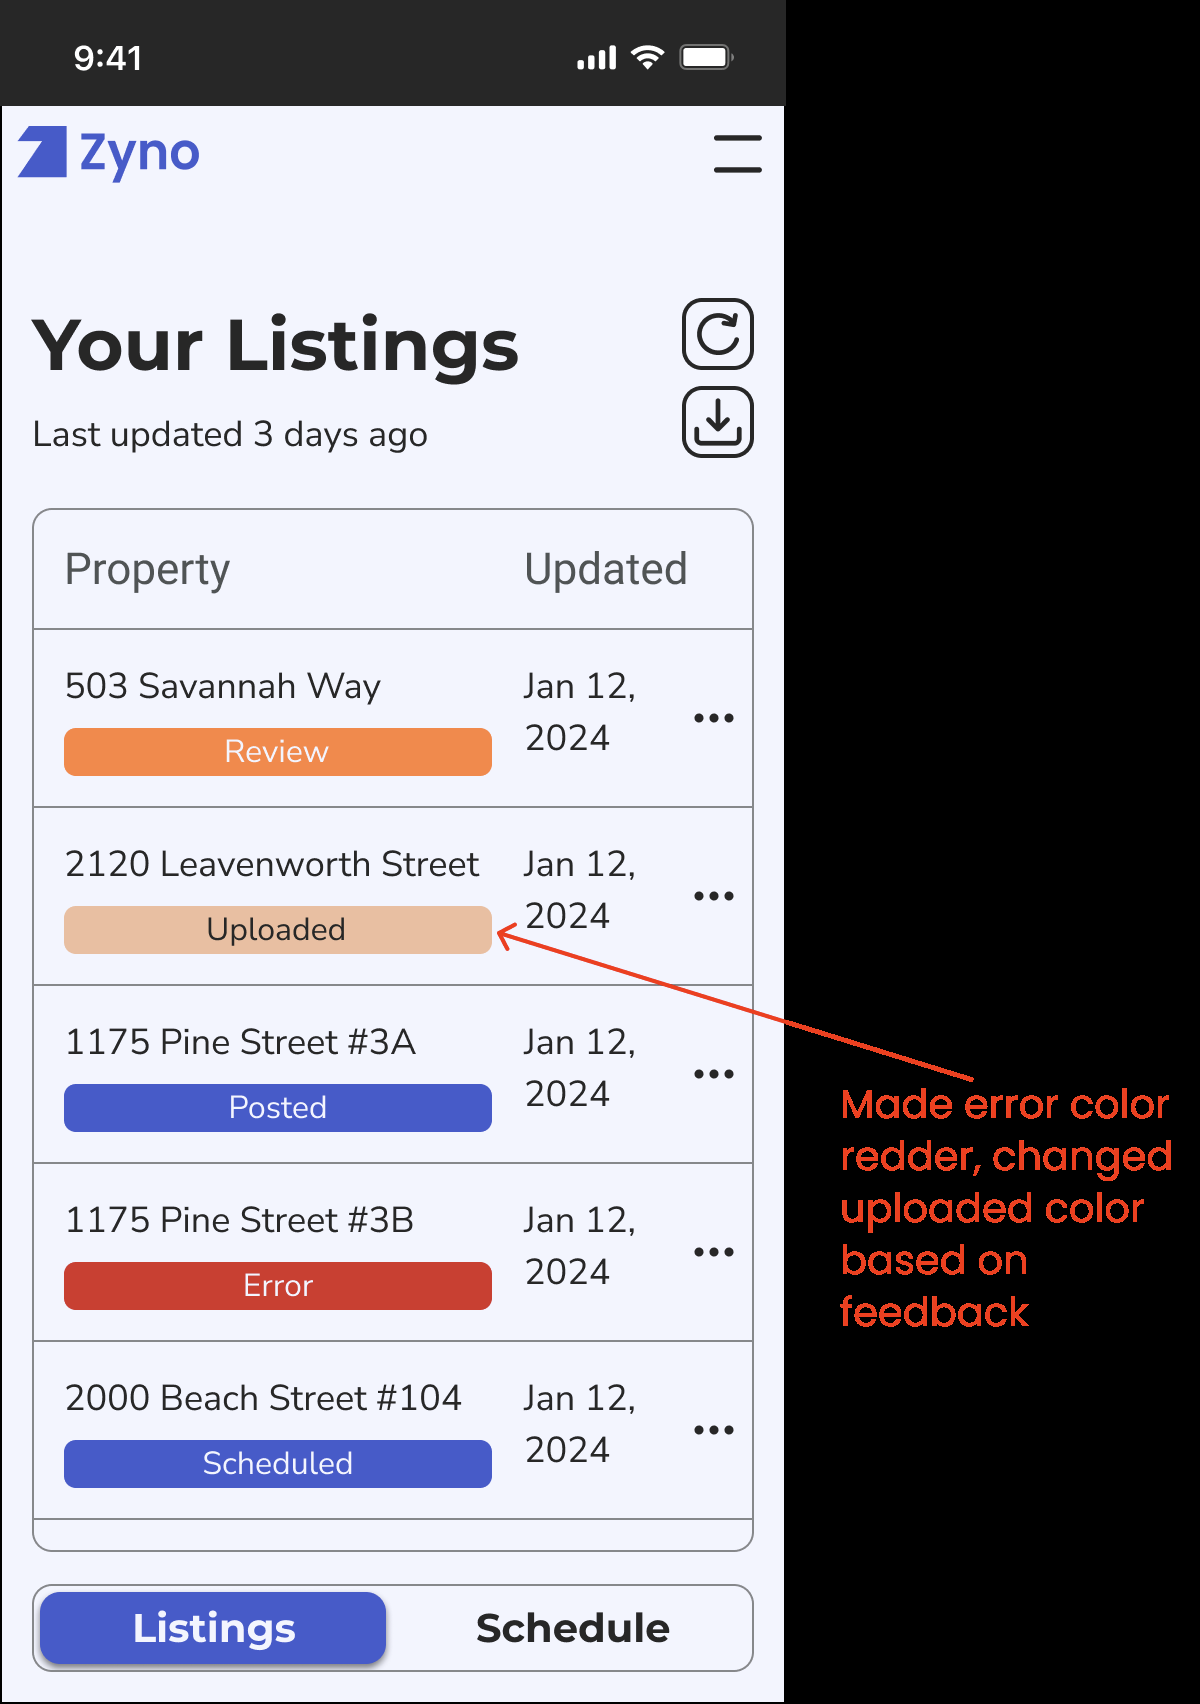 9:41
Zyno
Your Listings
Last updated 3 days ago
Property Updated
503 Savannah Way
Review
Jan 12,
2024
2120 Leavenworth Street
Uploaded
Jan 12,
2024
1175 Pine Street #3A
Posted
Jan 12,
2024
1175 Pine Street #3B
Error
Jan 12,
2024
2000 Beach Street #104
Scheduled
Jan 12,
2024
Listings Schedule
Made error color
redder, changed
uploaded color
based on
feedback